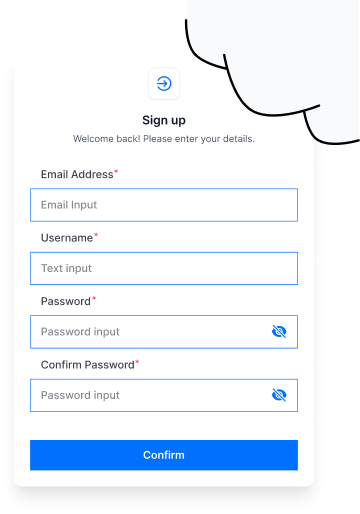 Sign up
Welcome back! Please enter your details.
Email Address*
Email Input
Username*
Text input
Password*
Password input
Confirm Password*
Password input
Confirm